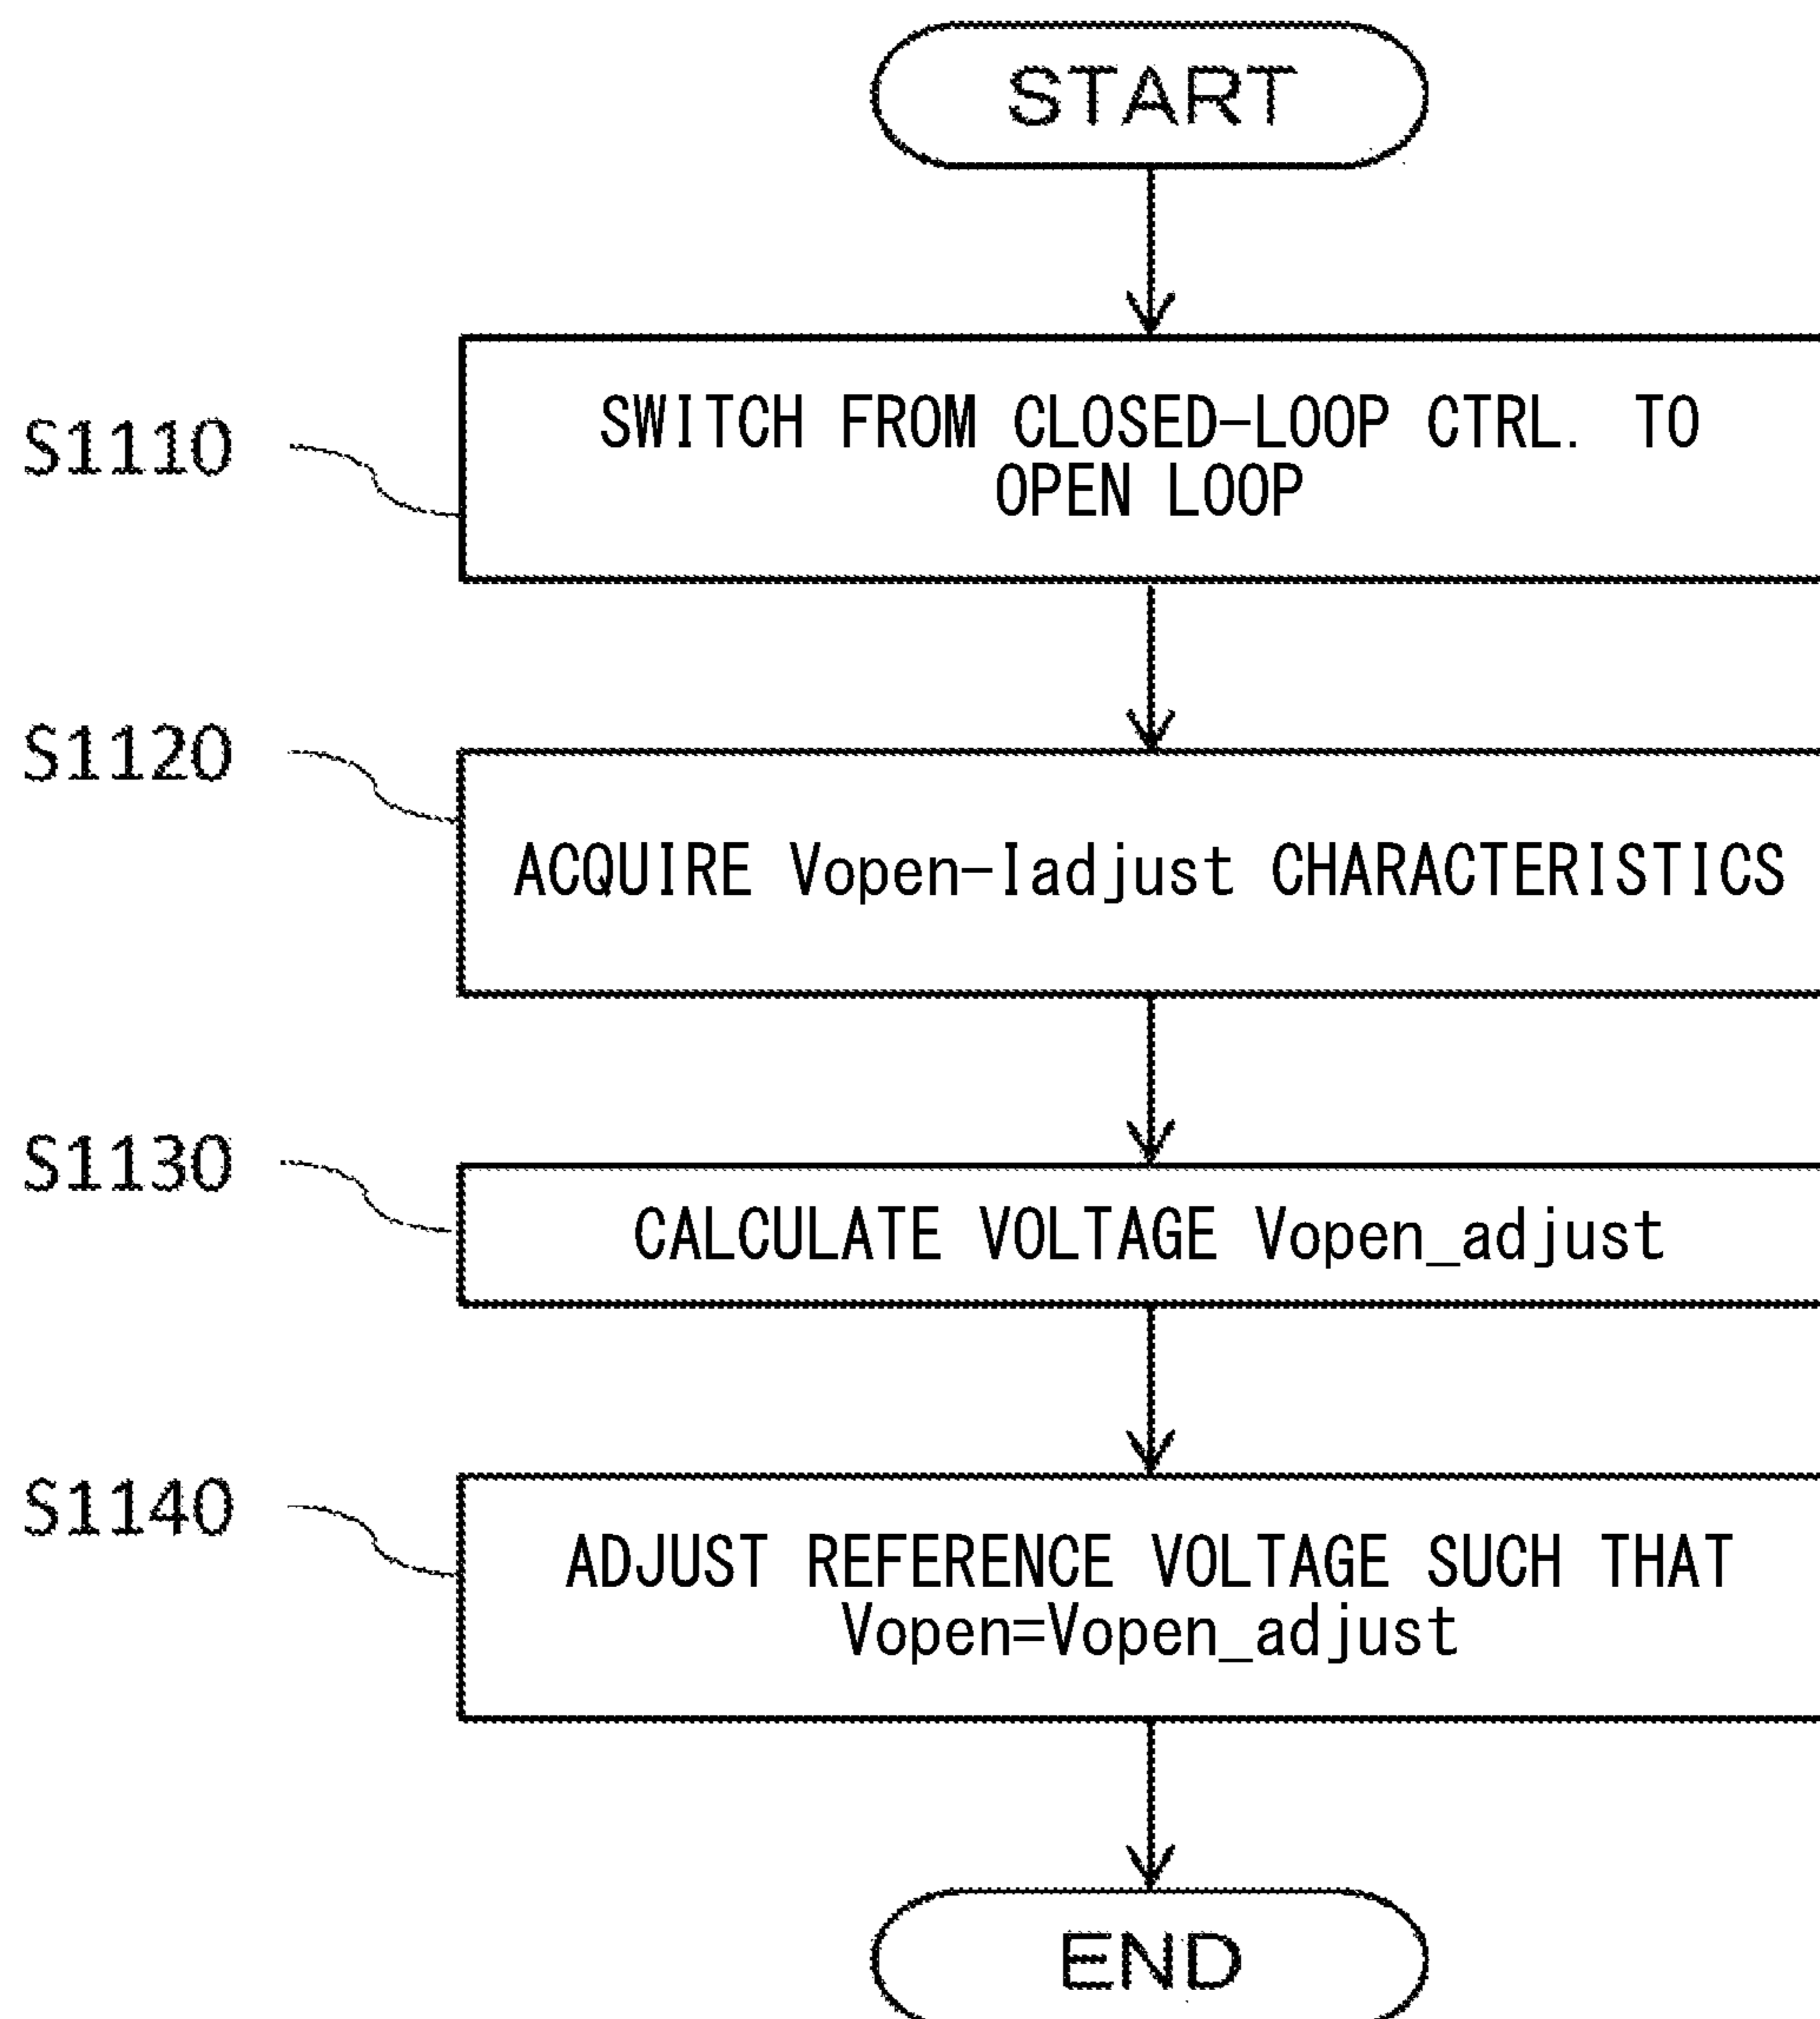 START
S1110
SWITCH FROM CLOSED-LOOP CTRL. TO
OPEN LOOP
S1120
ACQUIRE Vopen-Iadjust CHARACTERISTICS
S1130
CALCULATE VOLTAGE Vopen_adjust
S1140
ADJUST REFERENCE VOLTAGE SUCH THAT
Vopen=Vopen_adjust
END